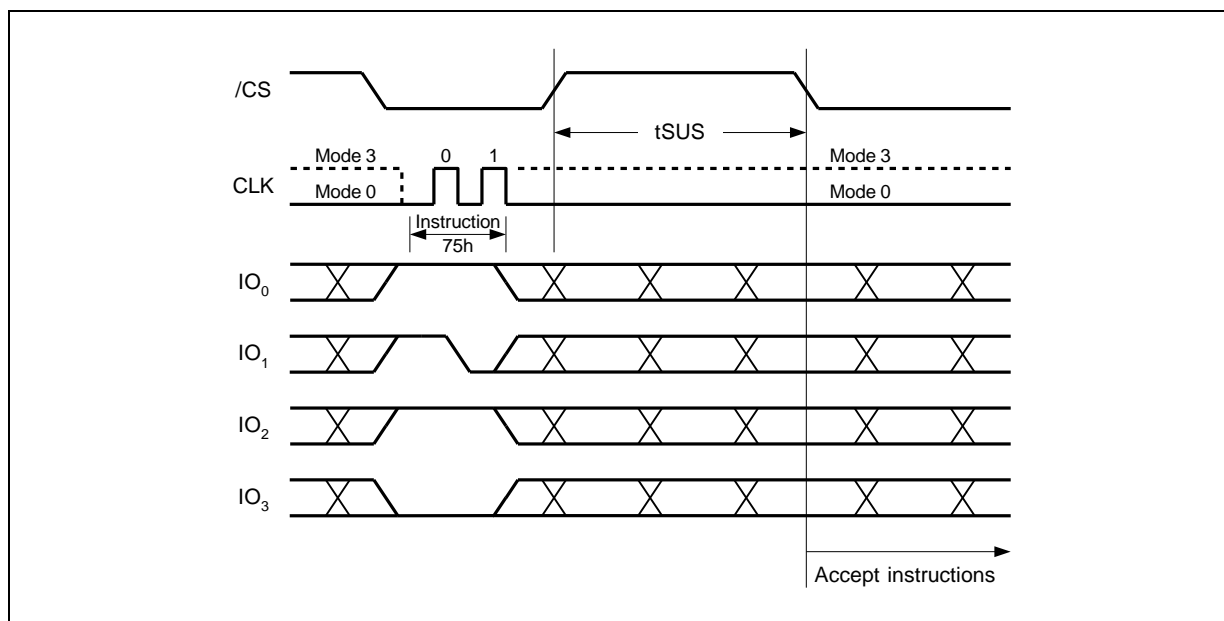 /CS
tSUS
Mode 3 0 1 Mode 3
CLK
Mode 0 Mode 0
Instruction
75h
IO0
IO1
IO2
IO3
Accept instructions